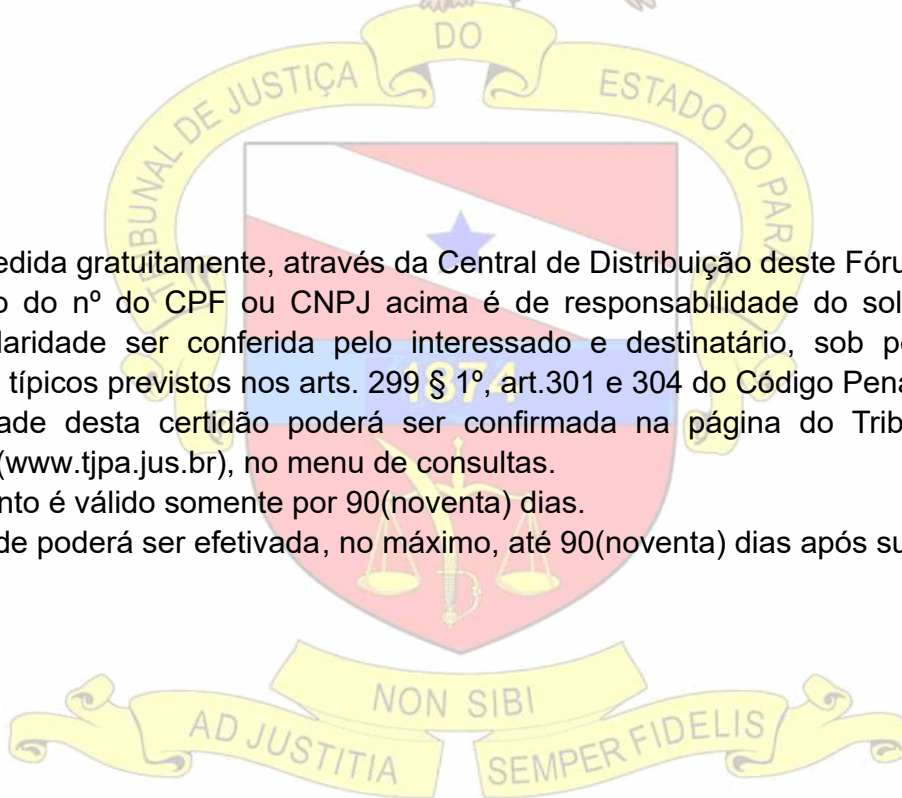 DO
TRIBUNAL DE JUSTIÇA
ESTADO DO PARÁ
edida gratuitamente, através da Central de Distribuição deste Fóru
o do nº do CPF ou CNPJ acima é de responsabilidade do sol
laridade ser conferida pelo interessado e destinatário, sob p
típicos previstos nos arts. 299 § 1º, art.301 e 304 do Código Pena
1874
ade desta certidão poderá ser confirmada na página do Trib
(www.tjpa.jus.br), no menu de consultas.
nto é válido somente por 90(noventa) dias.
de poderá ser efetivada, no máximo, até 90(noventa) dias após su
NON SIBI
AD JUSTITIA
SEMPER FIDELIS